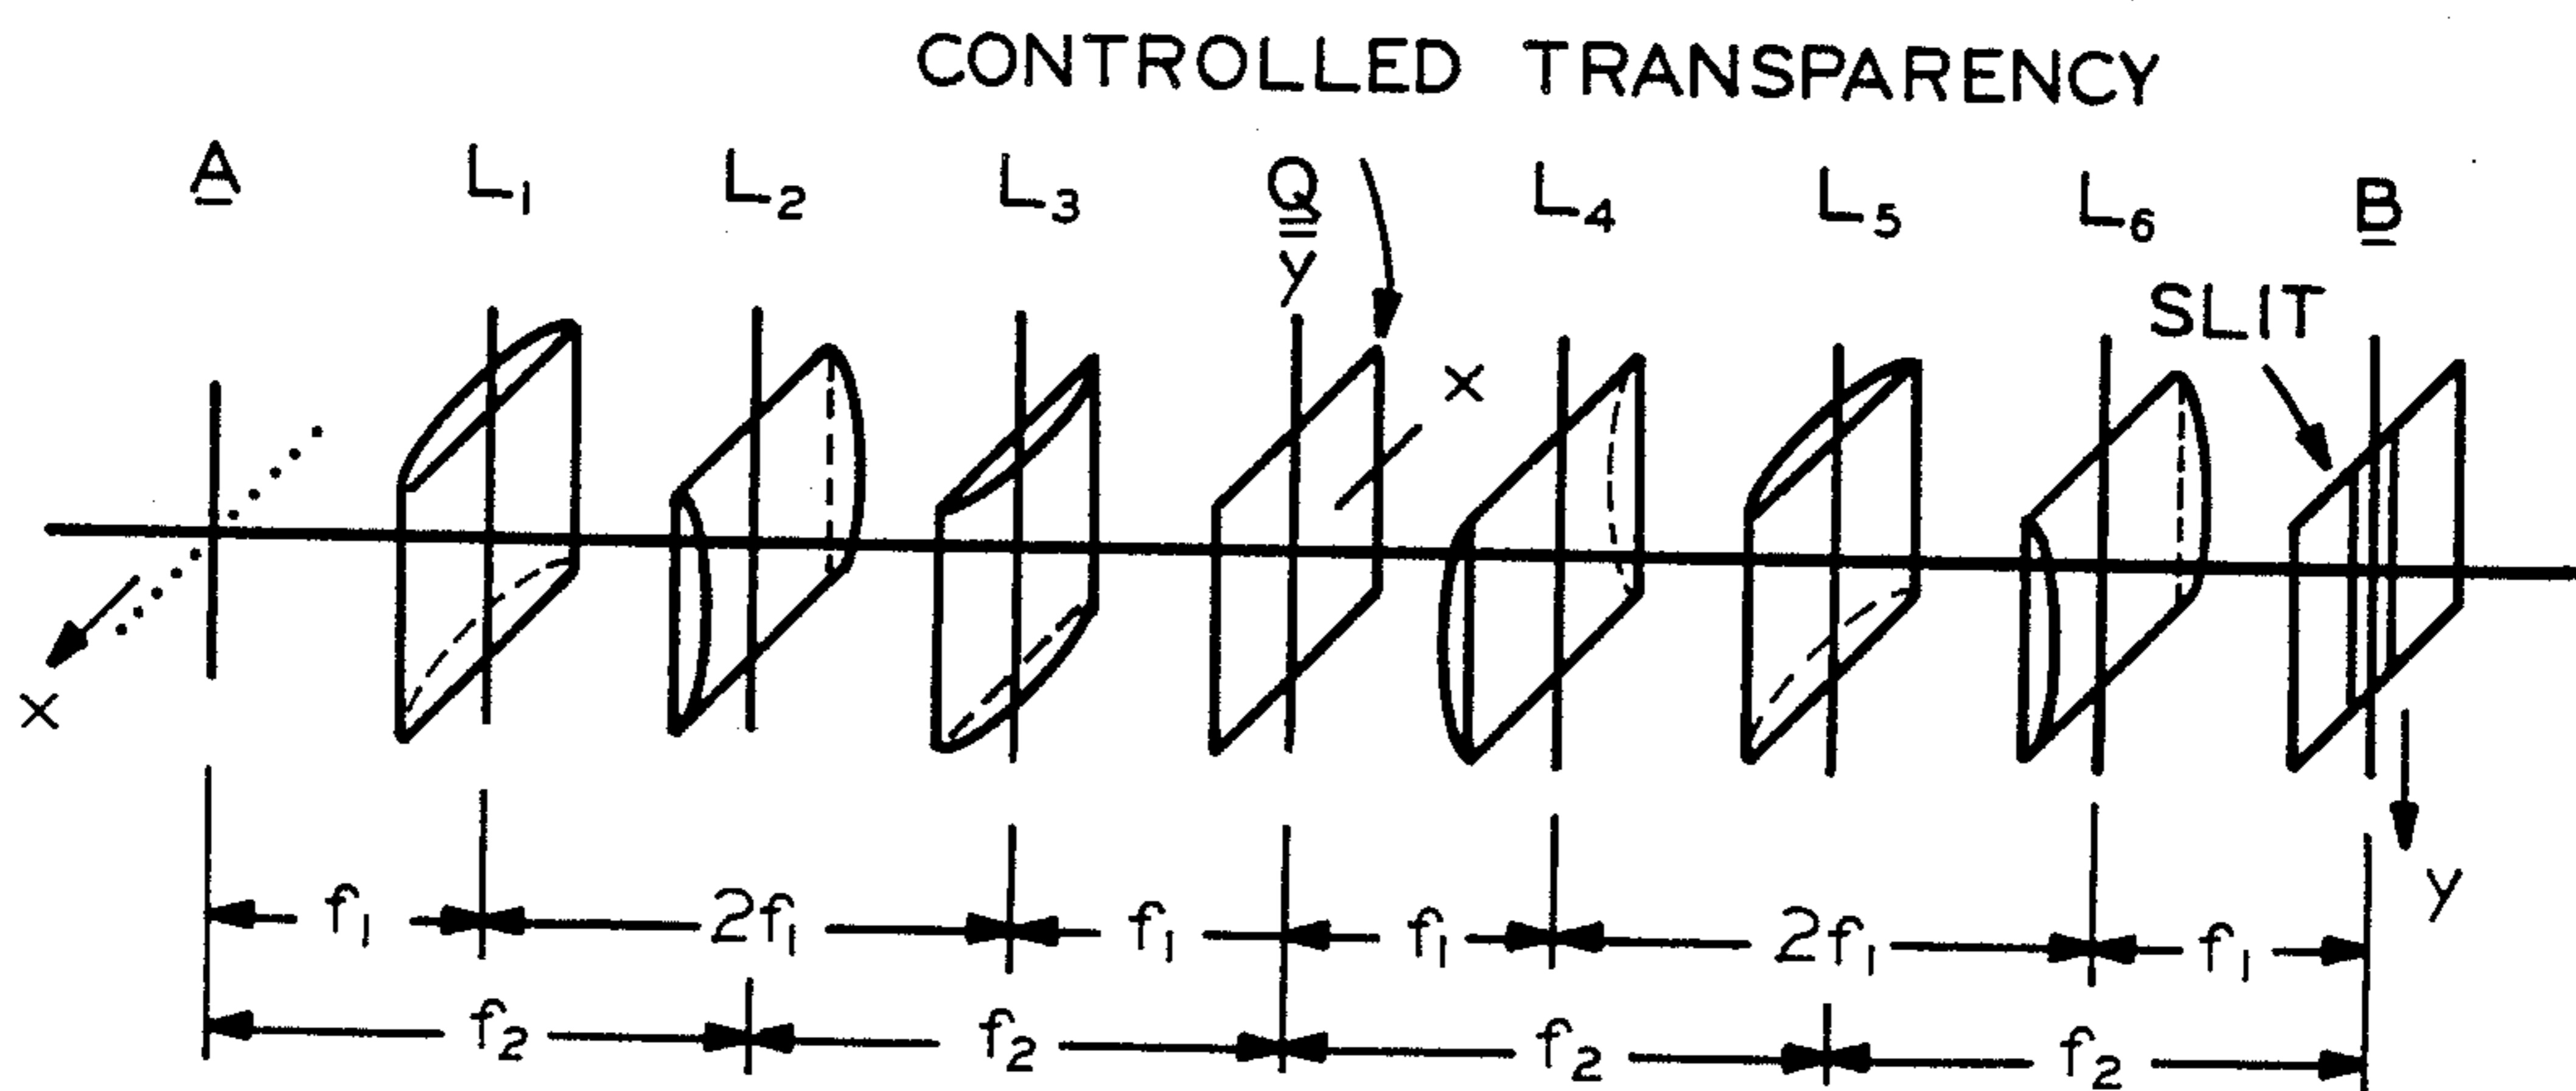 CONTROLLED TRANSPARENCY
A L₁ L₂ L₃ Q L₄ L₅ L₆ B
y
SLIT
x
x
y
f₁ 2f₁ f₁ f₁ 2f₁ f₁
f₂ f₂ f₂ f₂